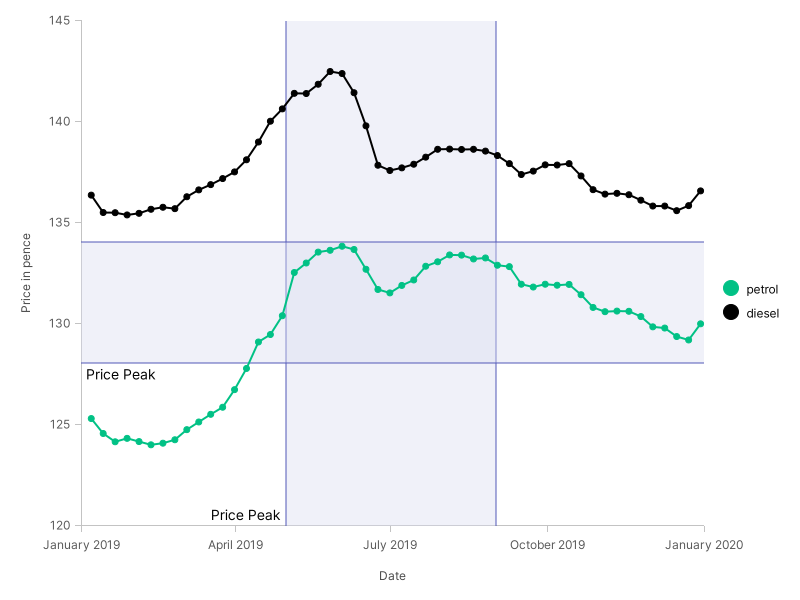 145
140
135
130
125
120
Price in pence
Price Peak
Price Peak
January 2019
April 2019
July 2019
October 2019
January 2020
Date
petrol
diesel